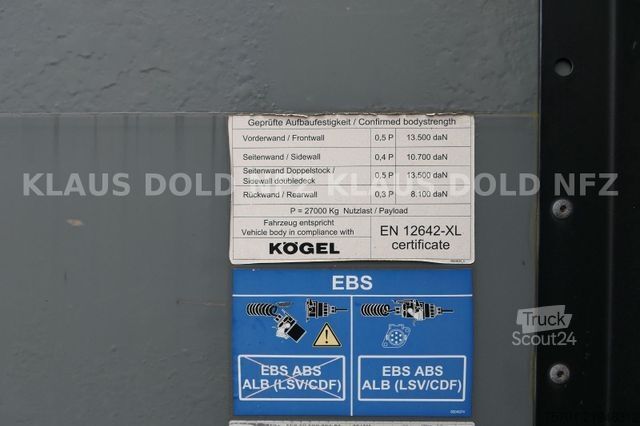 Geprüfte Aufbaufestigkeit / Confirmed bodystrength
Vorderwand / Frontwall 0,5 P 13.500 daN
Seitenwand / Sidewall 0,4 P 10.700 daN
Seitenwand Doppelstock / Sidewall doubledeck 0,5 P 13.500 daN
Rückwand / Rearwall 0,3 P 8.100 daN
KLAUS DOLD NFZ KLAUS DOLD NFZ
P = 27000 Kg Nutzlast / Payload
Fahrzeug entspricht
Vehicle body in compliance with
KÖGEL
EN 12642-XL
certificate
EBS
EBS ABS
ALB (LSV/CDF)
EBS ABS
ALB (LSV/CDF)
Truck
Scout24